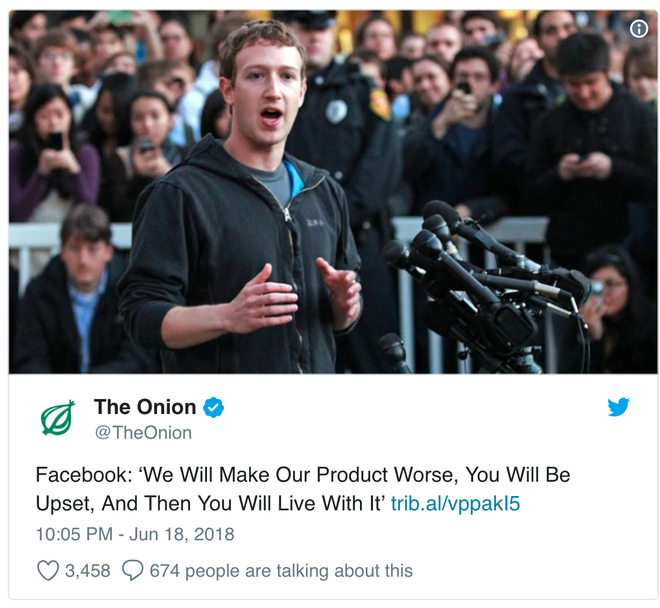 The Onion
@TheOnion
Facebook: ‘We Will Make Our Product Worse, You Will Be
Upset, And Then You Will Live With It’ trib.al/vppakI5
10:05 PM - Jun 18, 2018
3,458 674 people are talking about this